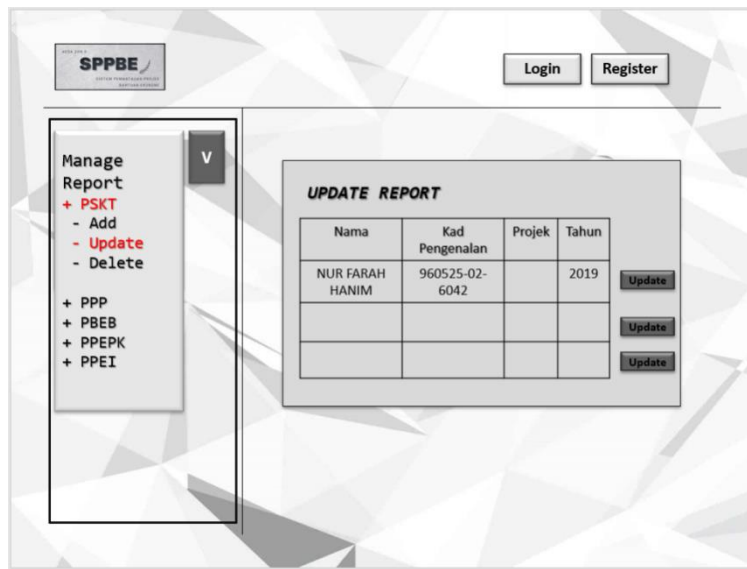 SPPBE
Login
Register
V
Manage
Report
+ PSKT
- Add
- Update
- Delete
+ PPP
+ PBEB
+ PPEPK
+ PPEI
UPDATE REPORT
Nama
Kad
Pengenalan
Projek
Tahun
NUR FARAH
HANIM
960525-02-
6042
2019
Update
Update
Update